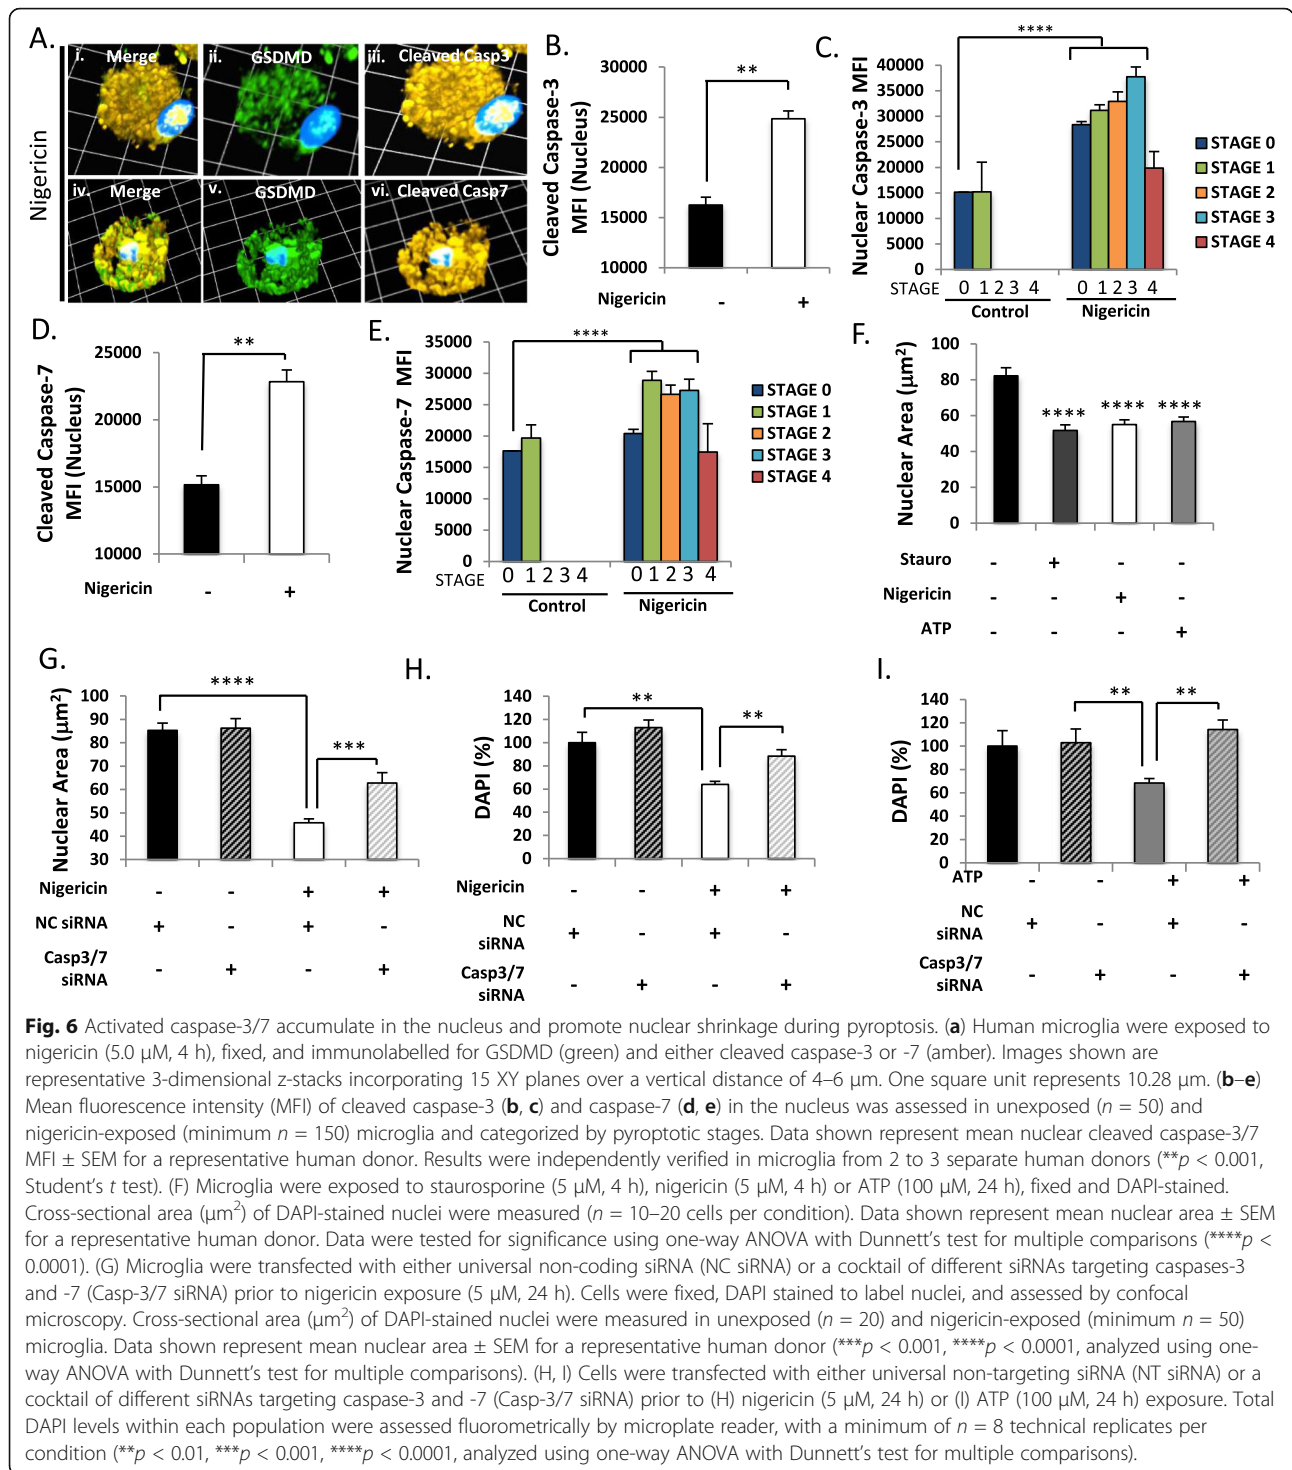 A.
i. Merge
ii. GSDMD
iii. Cleaved Casp3
iv. Merge
v. GSDMD
vi. Cleaved Casp7
Nigericin
B.
Cleaved Caspase-3
MFI (Nucleus)
30000
25000
20000
15000
10000
**
Nigericin - +
C.
Nuclear Caspase-3 MFI
40000
35000
30000
25000
20000
15000
10000
5000
0
****
STAGE 0 1 2 3 4 0 1 2 3 4
Control Nigericin
STAGE 0
STAGE 1
STAGE 2
STAGE 3
STAGE 4
D.
Cleaved Caspase-7
MFI (Nucleus)
25000
20000
15000
10000
**
Nigericin - +
E.
Nuclear Caspase-7 MFI
35000
30000
25000
20000
15000
10000
5000
0
****
STAGE 0 1 2 3 4 0 1 2 3 4
Control Nigericin
STAGE 0
STAGE 1
STAGE 2
STAGE 3
STAGE 4
F.
Nuclear Area (µm²)
80
60
40
20
0
**** **** ****
Stauro - + - -
Nigericin - - + -
ATP - - - +
G.
Nuclear Area (µm²)
100
90
80
70
60
50
40
30
****
***
Nigericin - - + +
NC siRNA + - + -
Casp3/7
siRNA - + - +
H.
DAPI (%)
140
120
100
80
60
40
20
0
**
**
Nigericin - - + +
NC
siRNA + - + -
Casp3/7
siRNA - + - +
I.
DAPI (%)
140
120
100
80
60
40
20
0
** **
ATP - - + +
NC
siRNA + - + -
Casp3/7
siRNA - + - +
Fig. 6 Activated caspase-3/7 accumulate in the nucleus and promote nuclear shrinkage during pyroptosis. (a) Human microglia were exposed to
nigericin (5.0 µM, 4 h), fixed, and immunolabelled for GSDMD (green) and either cleaved caspase-3 or -7 (amber). Images shown are
representative 3-dimensional z-stacks incorporating 15 XY planes over a vertical distance of 4–6 µm. One square unit represents 10.28 µm. (b–e)
Mean fluorescence intensity (MFI) of cleaved caspase-3 (b, c) and caspase-7 (d, e) in the nucleus was assessed in unexposed (n = 50) and
nigericin-exposed (minimum n = 150) microglia and categorized by pyroptotic stages. Data shown represent mean nuclear cleaved caspase-3/7
MFI ± SEM for a representative human donor. Results were independently verified in microglia from 2 to 3 separate human donors (**p < 0.001,
Student's t test). (F) Microglia were exposed to staurosporine (5 µM, 4 h), nigericin (5 µM, 4 h) or ATP (100 µM, 24 h), fixed and DAPI-stained.
Cross-sectional area (µm²) of DAPI-stained nuclei were measured (n = 10–20 cells per condition). Data shown represent mean nuclear area ± SEM
for a representative human donor. Data were tested for significance using one-way ANOVA with Dunnett's test for multiple comparisons (****p <
0.0001). (G) Microglia were transfected with either universal non-coding siRNA (NC siRNA) or a cocktail of different siRNAs targeting caspases-3
and -7 (Casp-3/7 siRNA) prior to nigericin exposure (5 µM, 24 h). Cells were fixed, DAPI stained to label nuclei, and assessed by confocal
microscopy. Cross-sectional area (µm²) of DAPI-stained nuclei were measured in unexposed (n = 20) and nigericin-exposed (minimum n = 50)
microglia. Data shown represent mean nuclear area ± SEM for a representative human donor (***p < 0.001, ****p < 0.0001, analyzed using one-
way ANOVA with Dunnett's test for multiple comparisons). (H, I) Cells were transfected with either universal non-targeting siRNA (NT siRNA) or a
cocktail of different siRNAs targeting caspase-3 and -7 (Casp-3/7 siRNA) prior to (H) nigericin (5 µM, 24 h) or (I) ATP (100 µM, 24 h) exposure. Total
DAPI levels within each population were assessed fluorometrically by microplate reader, with a minimum of n = 8 technical replicates per
condition (**p < 0.01, ***p < 0.001, ****p < 0.0001, analyzed using one-way ANOVA with Dunnett's test for multiple comparisons).